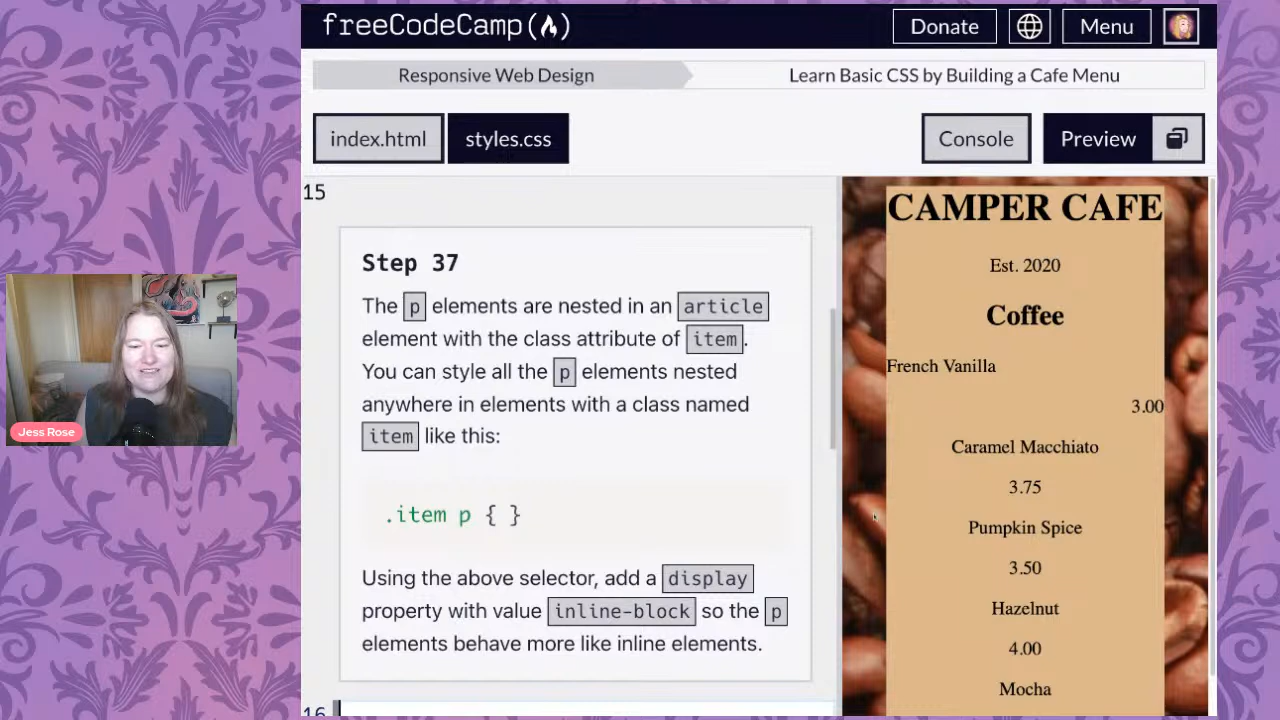 freeCodeCamp
Donate
Menu
Responsive Web Design
Learn Basic CSS by Building a Cafe Menu
index.html
styles.css
Console
Preview
15
Step 37
The p elements are nested in an article
element with the class attribute of item.
You can style all the p elements nested
anywhere in elements with a class named
item like this:
.item p { }
Using the above selector, add a display
property with value inline-block so the p
elements behave more like inline elements.
16
CAMPER CAFE
Est. 2020
Coffee
French Vanilla
3.00
Caramel Macchiato
3.75
Pumpkin Spice
3.50
Hazelnut
4.00
Mocha
Jess Rose